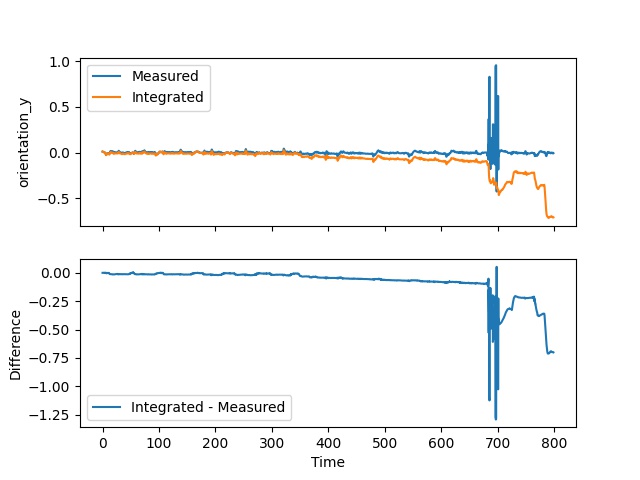 1.0
0.5
0.0
−0.5
orientation_y
Measured
Integrated
0.00
−0.25
−0.50
−0.75
−1.00
−1.25
Difference
Integrated - Measured
0 100 200 300 400 500 600 700 800
Time